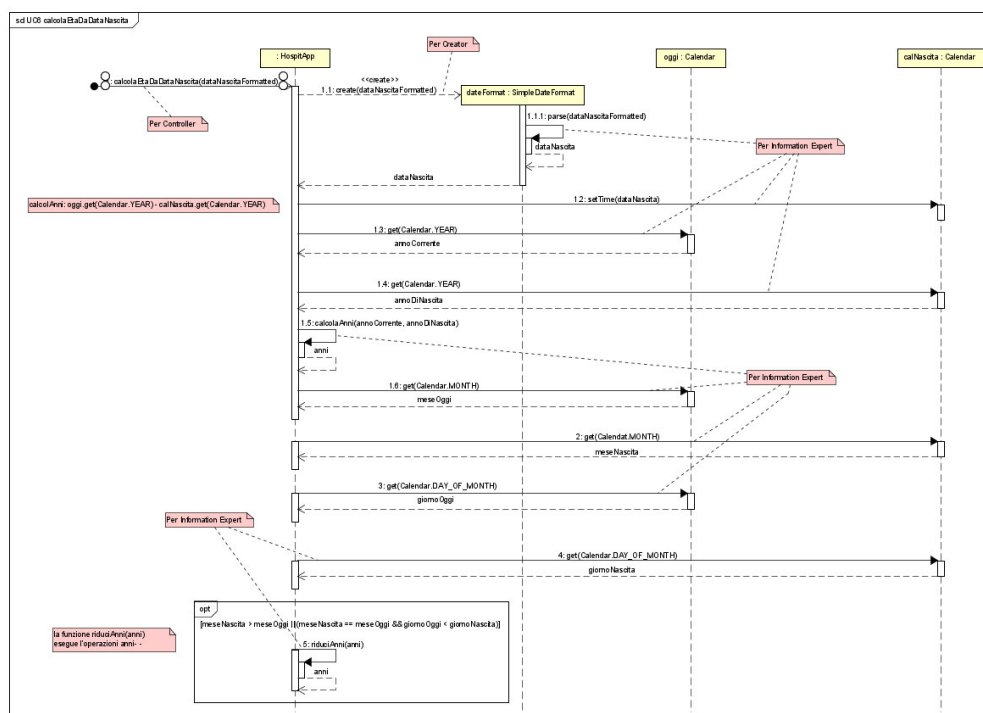 sd UC6 calcolaEtaDaDataNascita
Per Creator
: HospitApp
oggi : Calendar
calNascita : Calendar
<<create>>
: calcolaEtaDaDataNascita(dataNascitaFormatted)
1.1: create(dataNascitaFormatted)
dateFormat : SimpleDateFormat
Per Controller
1.1.1: parse(dataNascitaFormatted)
dataNascita
Per Information Expert
dataNascita
calcolAnni: oggi.get(Calendar.YEAR) - calNascita.get(Calendar.YEAR)
1.2: setTime(dataNascita)
1.3: get(Calendar.YEAR)
annoCorrente
1.4: get(Calendar.YEAR)
annoDiNascita
1.5: calcolaAnni(annoCorrente, annoDiNascita)
anni
Per Information Expert
1.6: get(Calendar.MONTH)
meseOggi
2: get(Calendat.MONTH)
meseNascita
3: get(Calendar.DAY_OF_MONTH)
giornoOggi
Per Information Expert
4: get(Calendar.DAY_OF_MONTH)
giornoNascita
opt
[meseNascita > meseOggi || (meseNascita == meseOggi && giornoOggi < giornoNascita)]
la funzione riduciAnni(anni)
esegue l'operazioni anni- -
5: riduciAnni(anni)
anni